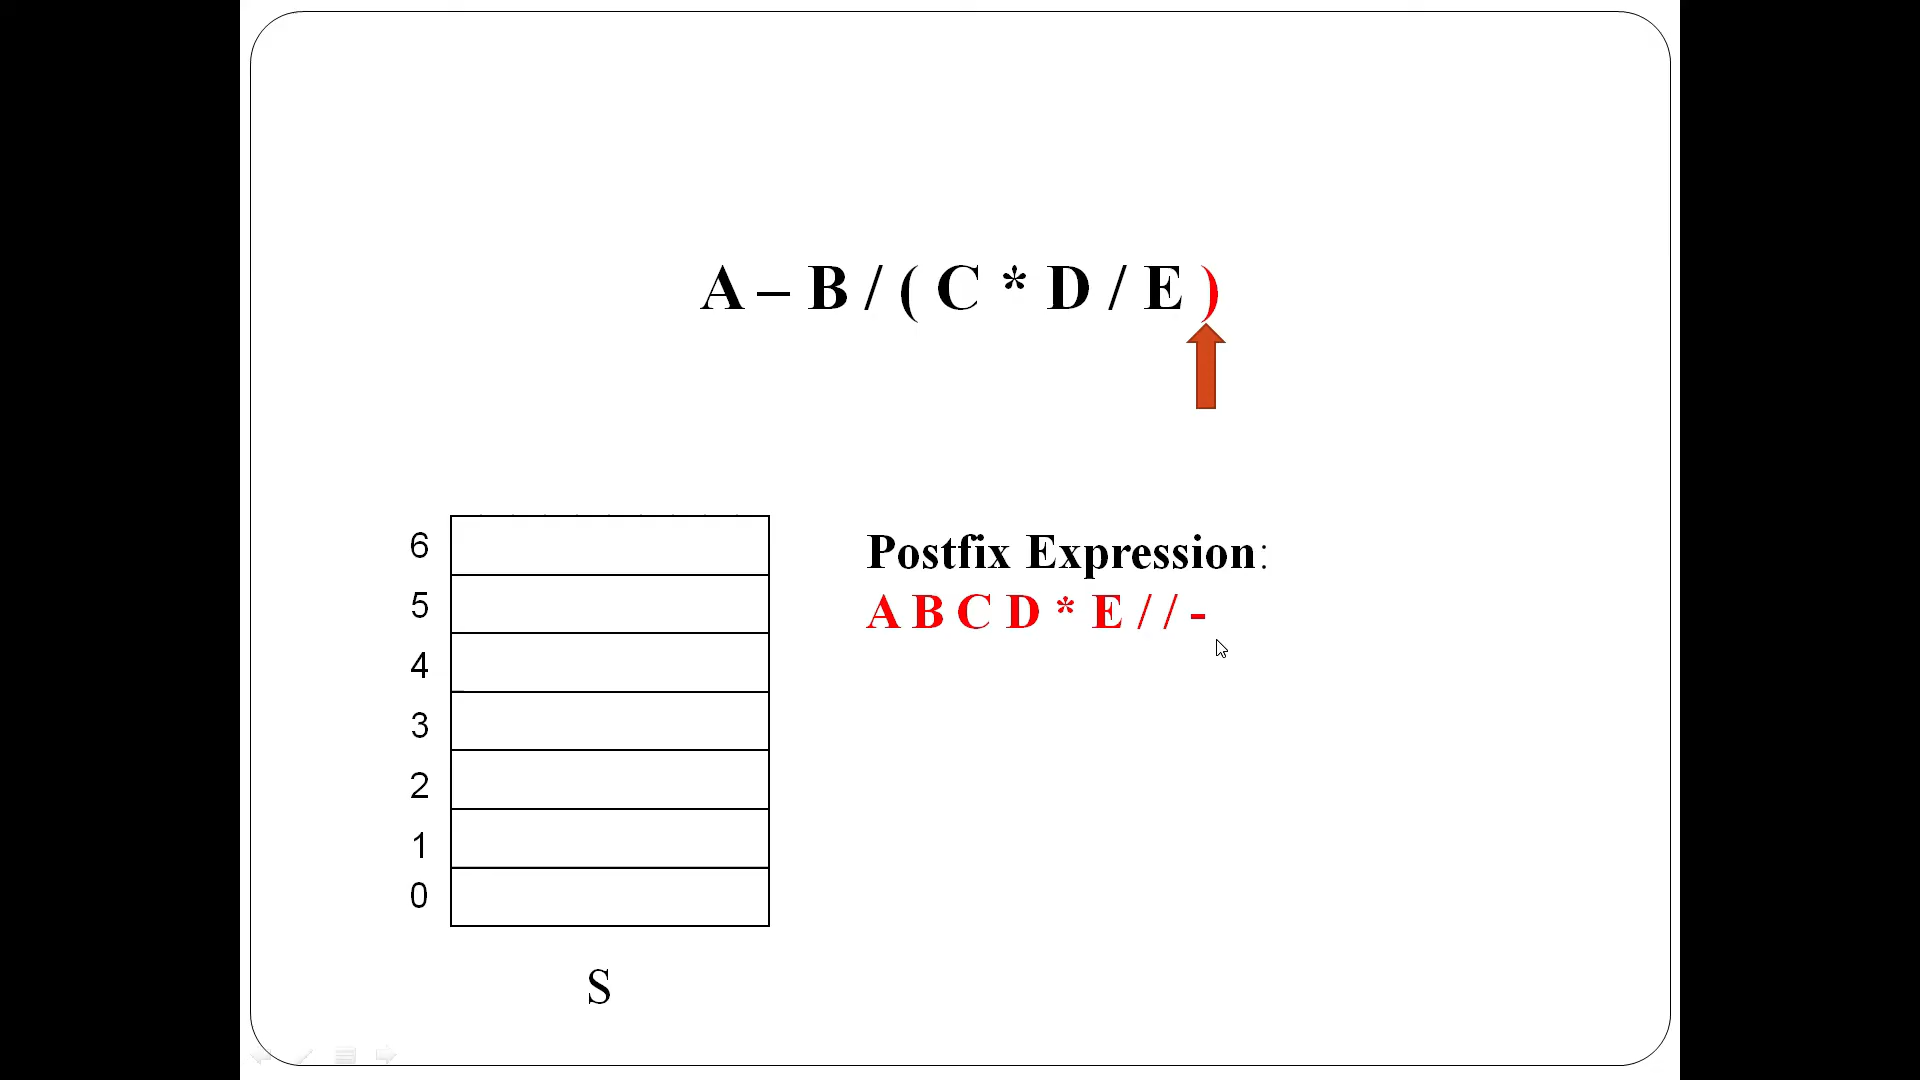 A – B / ( C * D / E )
6
5
4
3
2
1
0
S
Postfix Expression:
A B C D * E / / -